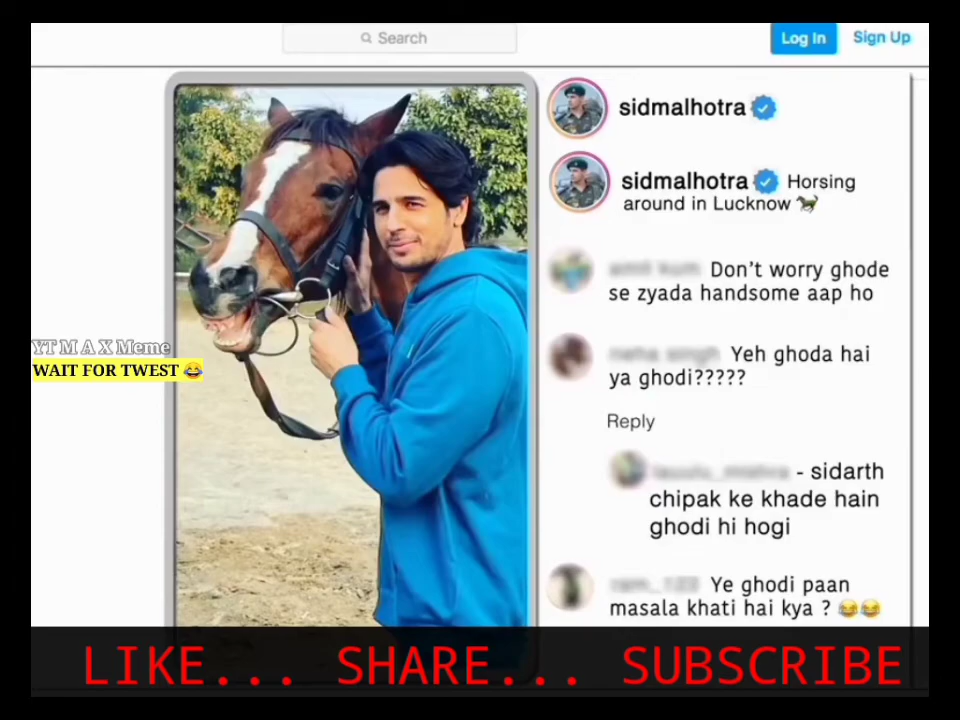 Search
Log In
Sign Up
sidmalhotra
sidmalhotra Horsing
around in Lucknow 🐎
Don't worry ghode
se zyada handsome aap ho
Yeh ghoda hai
ya ghodi?????
Reply
- sidarth
chipak ke khade hain
ghodi hi hogi
Ye ghodi paan
masala khati hai kya ? 😂😂
YT M A X Meme
WAIT FOR TWEST 😂
LIKE... SHARE... SUBSCRIBE